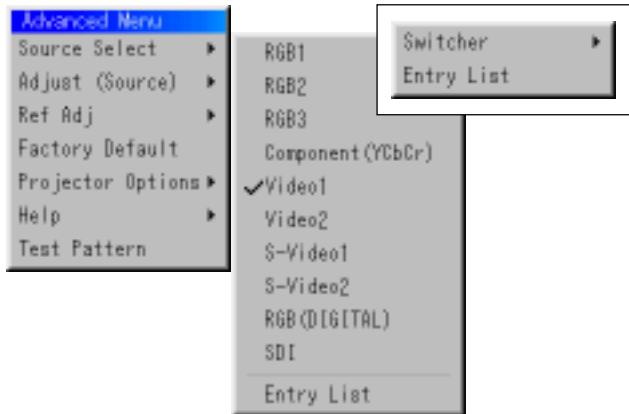 Advanced Menu
Source Select
Adjust (Source)
Ref Adj
Factory Default
Projector Options
Help
Test Pattern
RGB1
RGB2
RGB3
Component(YCbCr)
Video1
Video2
S-Video1
S-Video2
RGB(DIGITAL)
SDI
Entry List
Switcher
Entry List